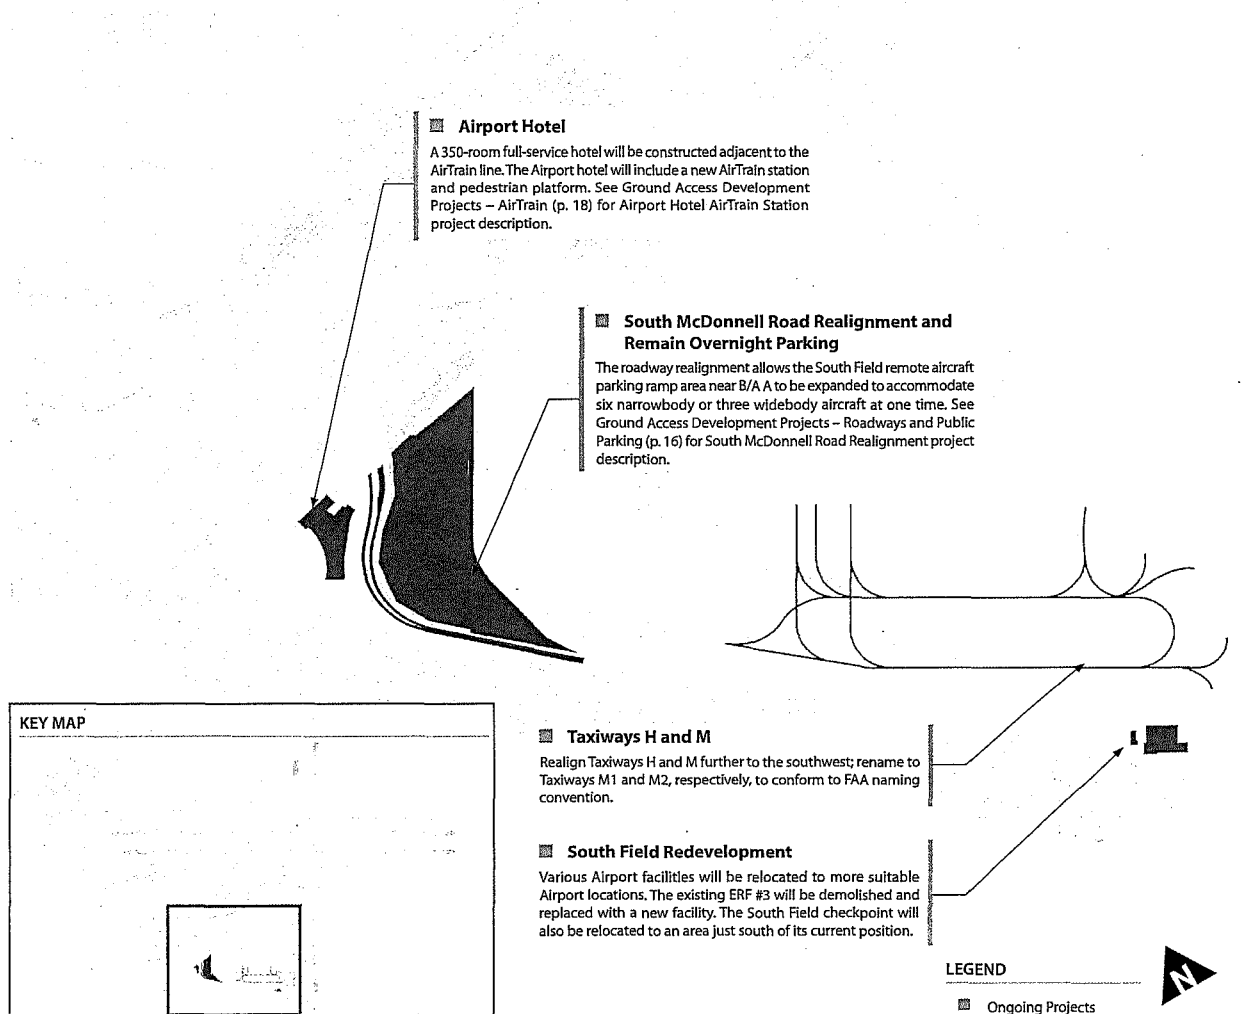 Airport Hotel
A 350-room full-service hotel will be constructed adjacent to the
AirTrain line. The Airport hotel will include a new AirTrain station
and pedestrian platform. See Ground Access Development
Projects – AirTrain (p. 18) for Airport Hotel AirTrain Station
project description.
South McDonnell Road Realignment and
Remain Overnight Parking
The roadway realignment allows the South Field remote aircraft
parking ramp area near B/A A to be expanded to accommodate
six narrowbody or three widebody aircraft at one time. See
Ground Access Development Projects – Roadways and Public
Parking (p. 16) for South McDonnell Road Realignment project
description.
KEY MAP
Taxiways H and M
Realign Taxiways H and M further to the southwest; rename to
Taxiways M1 and M2, respectively, to conform to FAA naming
convention.
South Field Redevelopment
Various Airport facilities will be relocated to more suitable
Airport locations. The existing ERF #3 will be demolished and
replaced with a new facility. The South Field checkpoint will
also be relocated to an area just south of its current position.
LEGEND
N
Ongoing Projects